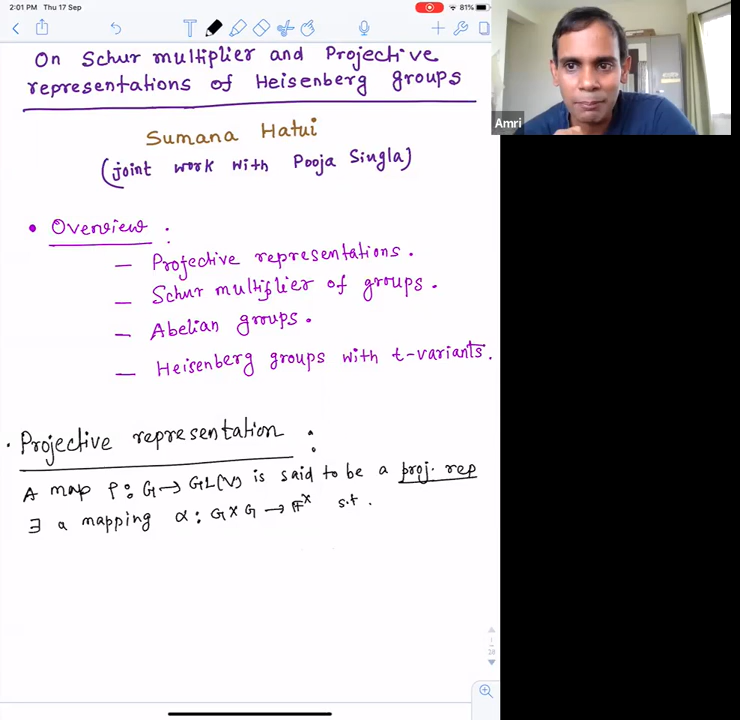 2:01 PM Thu 17 Sep
81%
On Schur multiplier and Projective
representations of Heisenberg groups
Sumana Hatui
(joint work with Pooja Singla)
• Overview :
— Projective representations.
— Schur multiplier of groups.
— Abelian groups.
— Heisenberg groups with t-variants.
• Projective representation :
A map ρ: G → GL(V) is said to be a proj. rep
∃ a mapping α: G x G → F^x s.t.
Amri